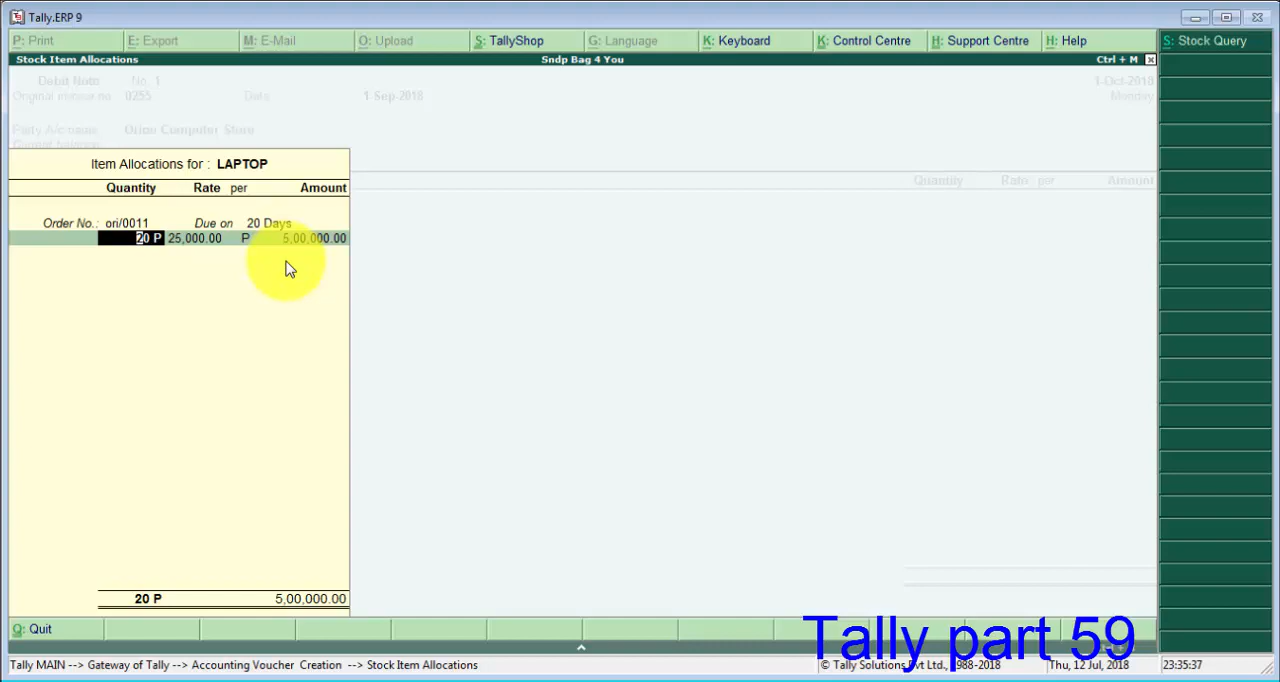 Tally.ERP 9
P: Print E: Export M: E-Mail O: Upload S: TallyShop G: Language K: Keyboard K: Control Centre H: Support Centre H: Help S: Stock Query
Stock Item Allocations Sndp Bag 4 You Ctrl + M
Debit Note No. 1 1-Oct-2018
Original invoice no. 0255 Date 1-Sep-2018 Monday
Party A/c name Orion Computer Store
Current balance
Item Allocations for : LAPTOP
Quantity Rate per Amount Quantity Rate per Amount
Order No.: ori/0011 Due on 20 Days
20 P 25,000.00 P 5,00,000.00
20 P 5,00,000.00
Q: Quit
Tally part 59
Tally MAIN --> Gateway of Tally --> Accounting Voucher Creation --> Stock Item Allocations © Tally Solutions Pvt Ltd., 1988-2018 Thu, 12 Jul, 2018 23:35:37